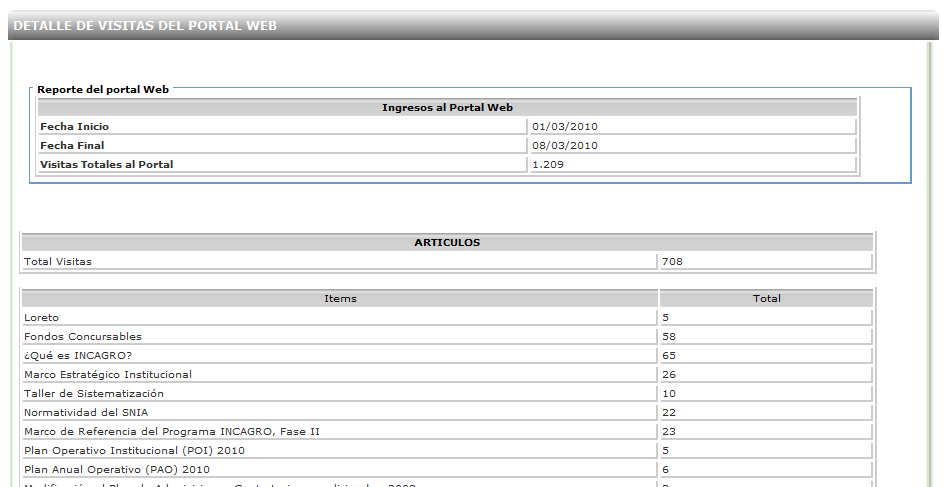 DETALLE DE VISITAS DEL PORTAL WEB
Reporte del portal Web
Ingresos al Portal Web
Fecha Inicio 01/03/2010
Fecha Final 08/03/2010
Visitas Totales al Portal 1.209
ARTICULOS
Total Visitas 708
Items Total
Loreto 5
Fondos Concursables 58
¿Qué es INCAGRO? 65
Marco Estratégico Institucional 26
Taller de Sistematización 10
Normatividad del SNIA 22
Marco de Referencia del Programa INCAGRO, Fase II 23
Plan Operativo Institucional (POI) 2010 5
Plan Anual Operativo (PAO) 2010 6